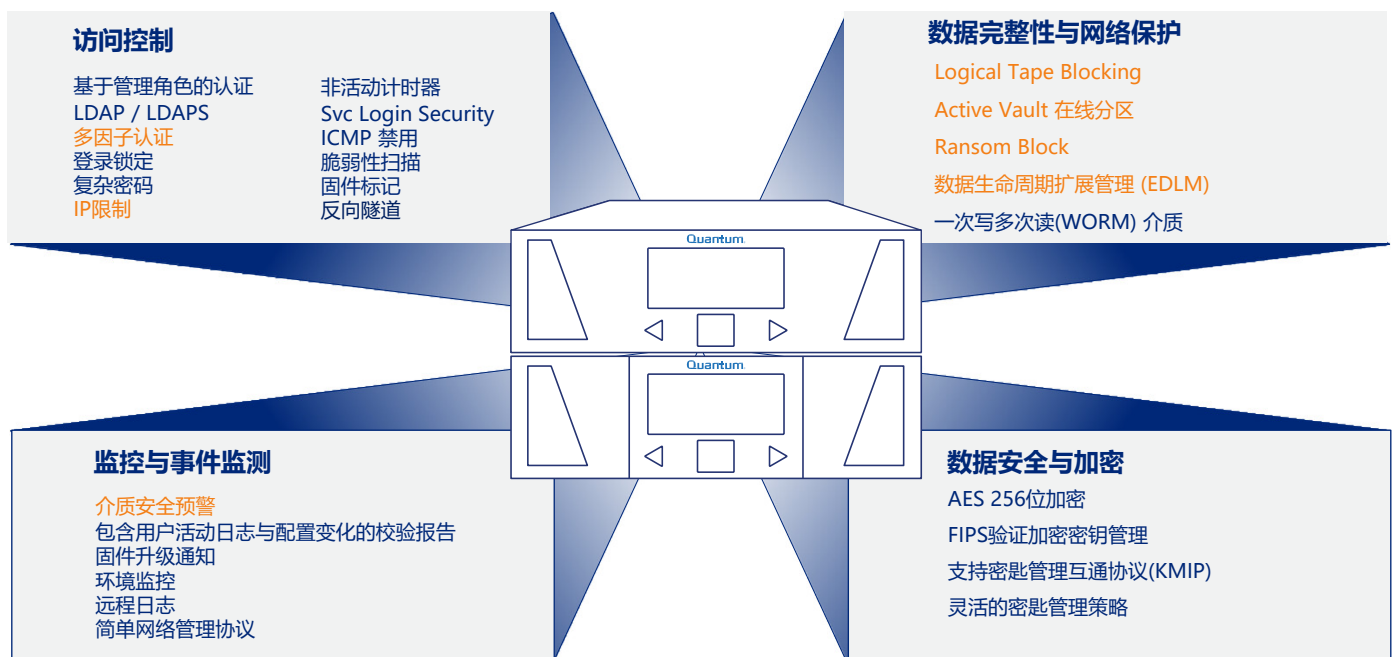 访问控制
基于管理角色的认证
LDAP / LDAPS
多因子认证
登录锁定
复杂密码
IP限制
非活动计时器
Svc Login Security
ICMP 禁用
脆弱性扫描
固件标记
反向隧道
数据完整性与网络保护
Logical Tape Blocking
Active Vault 在线分区
Ransom Block
数据生命周期扩展管理 (EDLM)
一次写多次读(WORM) 介质
Quantum
Quantum
监控与事件监测
介质安全预警
包含用户活动日志与配置变化的校验报告
固件升级通知
环境监控
远程日志
简单网络管理协议
数据安全与加密
AES 256位加密
FIPS验证加密密钥管理
支持密匙管理互通协议(KMIP)
灵活的密匙管理策略